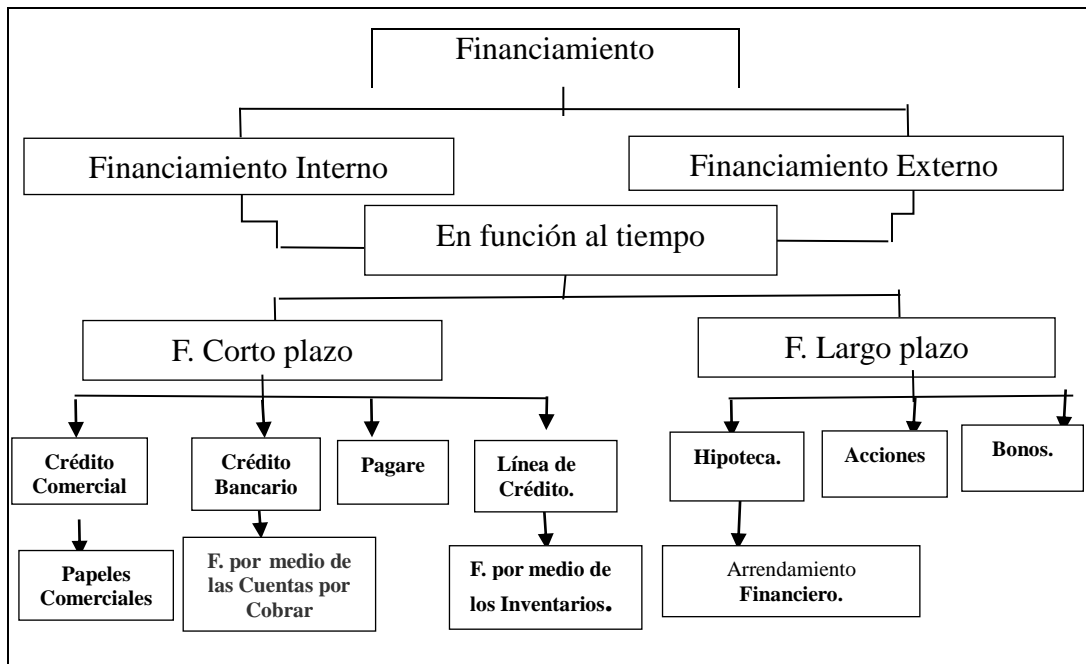 Financiamiento
Financiamiento Interno
Financiamiento Externo
En función al tiempo
F. Corto plazo
F. Largo plazo
Crédito
Comercial
Crédito
Bancario
Pagare
Línea de
Crédito.
Hipoteca.
Acciones
Bonos.
Papeles
Comerciales
F. por medio de
las Cuentas por
Cobrar
F. por medio de
los Inventarios.
Arrendamiento
Financiero.